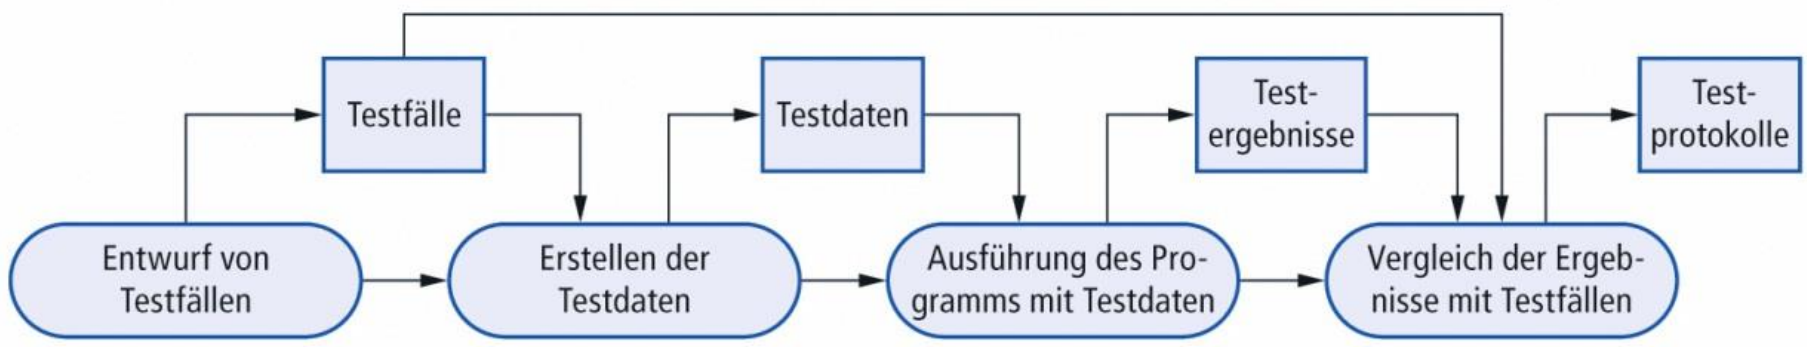 Testfälle
Testdaten
Test-
ergebnisse
Test-
protokolle
Entwurf von
Testfällen
Erstellen der
Testdaten
Ausführung des Pro-
gramms mit Testdaten
Vergleich der Ergeb-
nisse mit Testfällen